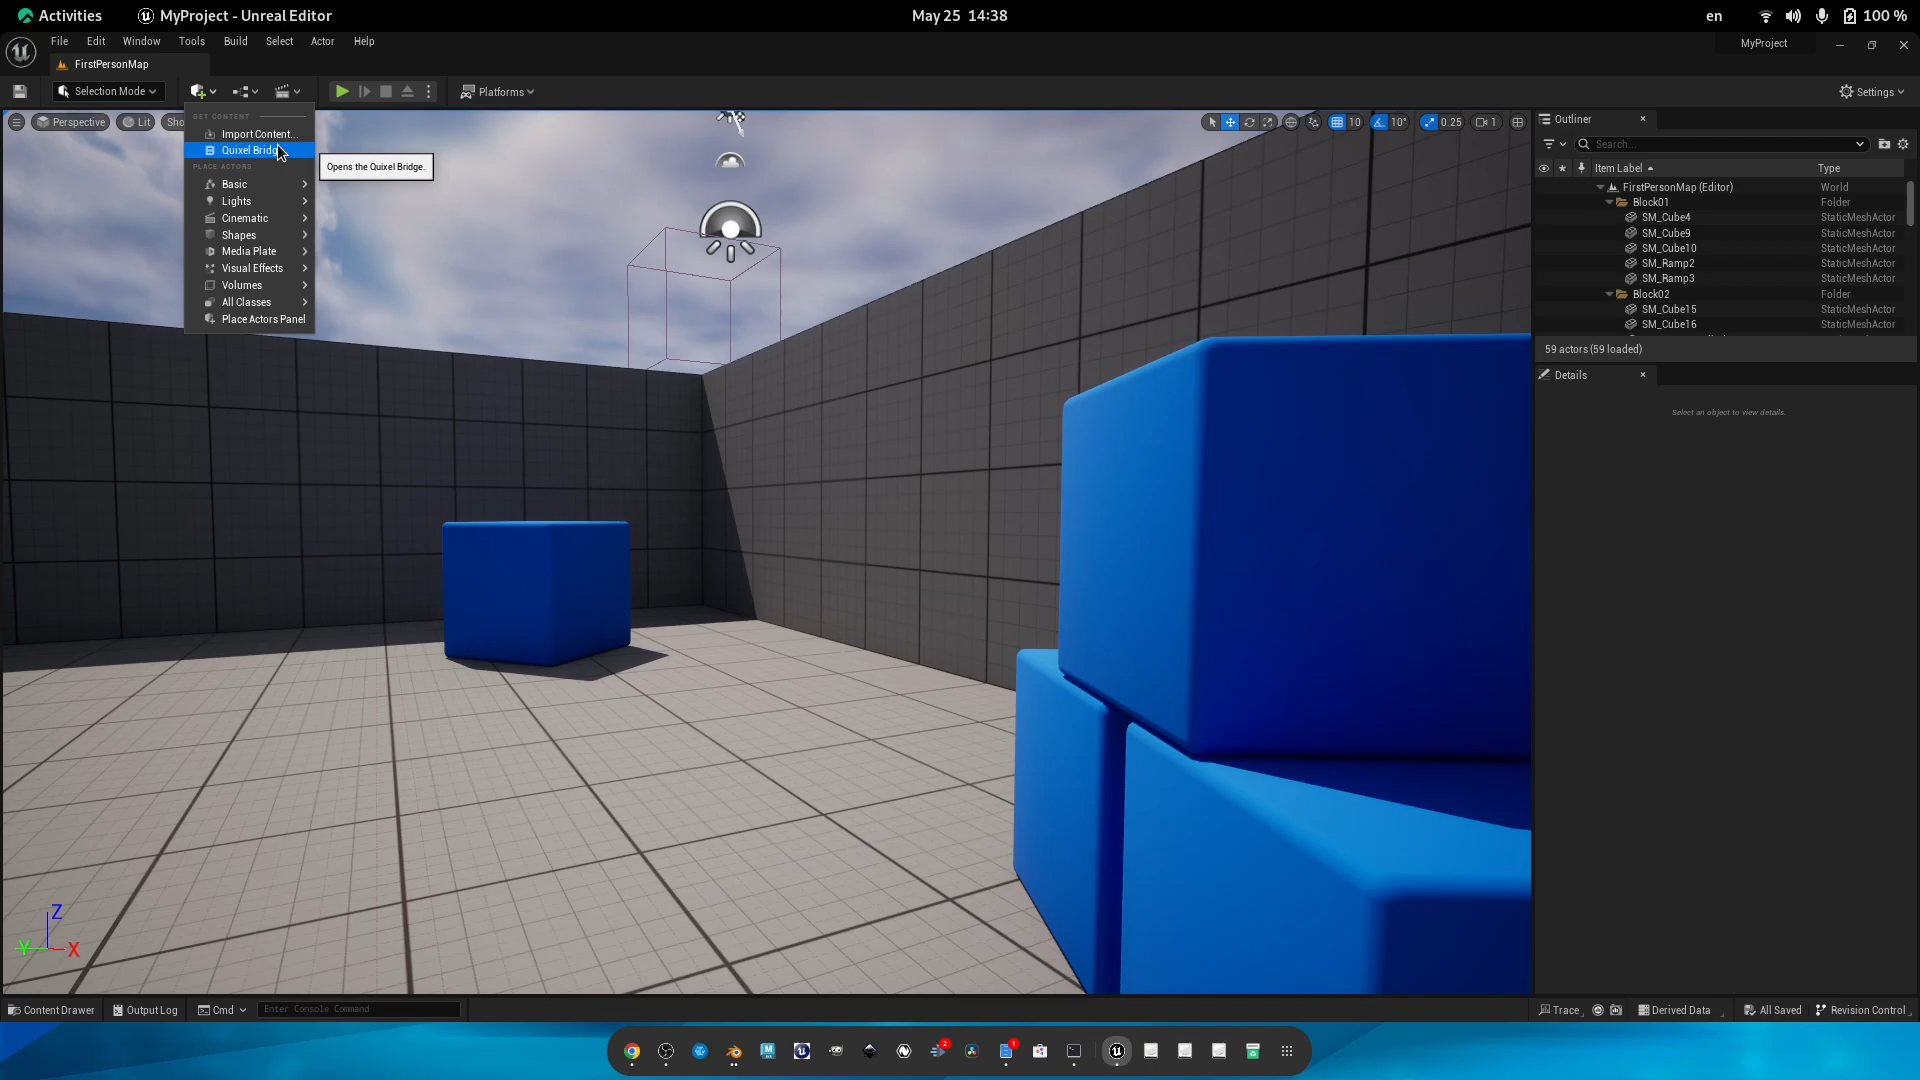 Activities
MyProject - Unreal Editor
May 25 14:38
en
100 %
File Edit Window Tools Build Select Actor Help
MyProject
FirstPersonMap
Selection Mode
Platforms
Settings
Perspective
Lit
Sho
10
10°
0.25
1
GET CONTENT
Import Content...
Quixel Bridg
Opens the Quixel Bridge.
PLACE ACTORS
Basic
Lights
Cinematic
Shapes
Media Plate
Visual Effects
Volumes
All Classes
Place Actors Panel
Outliner
Search...
Item Label
Type
FirstPersonMap (Editor) World
Block01 Folder
SM_Cube4 StaticMeshActor
SM_Cube9 StaticMeshActor
SM_Cube10 StaticMeshActor
SM_Ramp2 StaticMeshActor
SM_Ramp3 StaticMeshActor
Block02 Folder
SM_Cube15 StaticMeshActor
SM_Cube16 StaticMeshActor
59 actors (59 loaded)
Details
Select an object to view details.
Z
Y
X
Content Drawer
Output Log
Cmd
Enter Console Command
Trace
Derived Data
All Saved
Revision Control
2
1